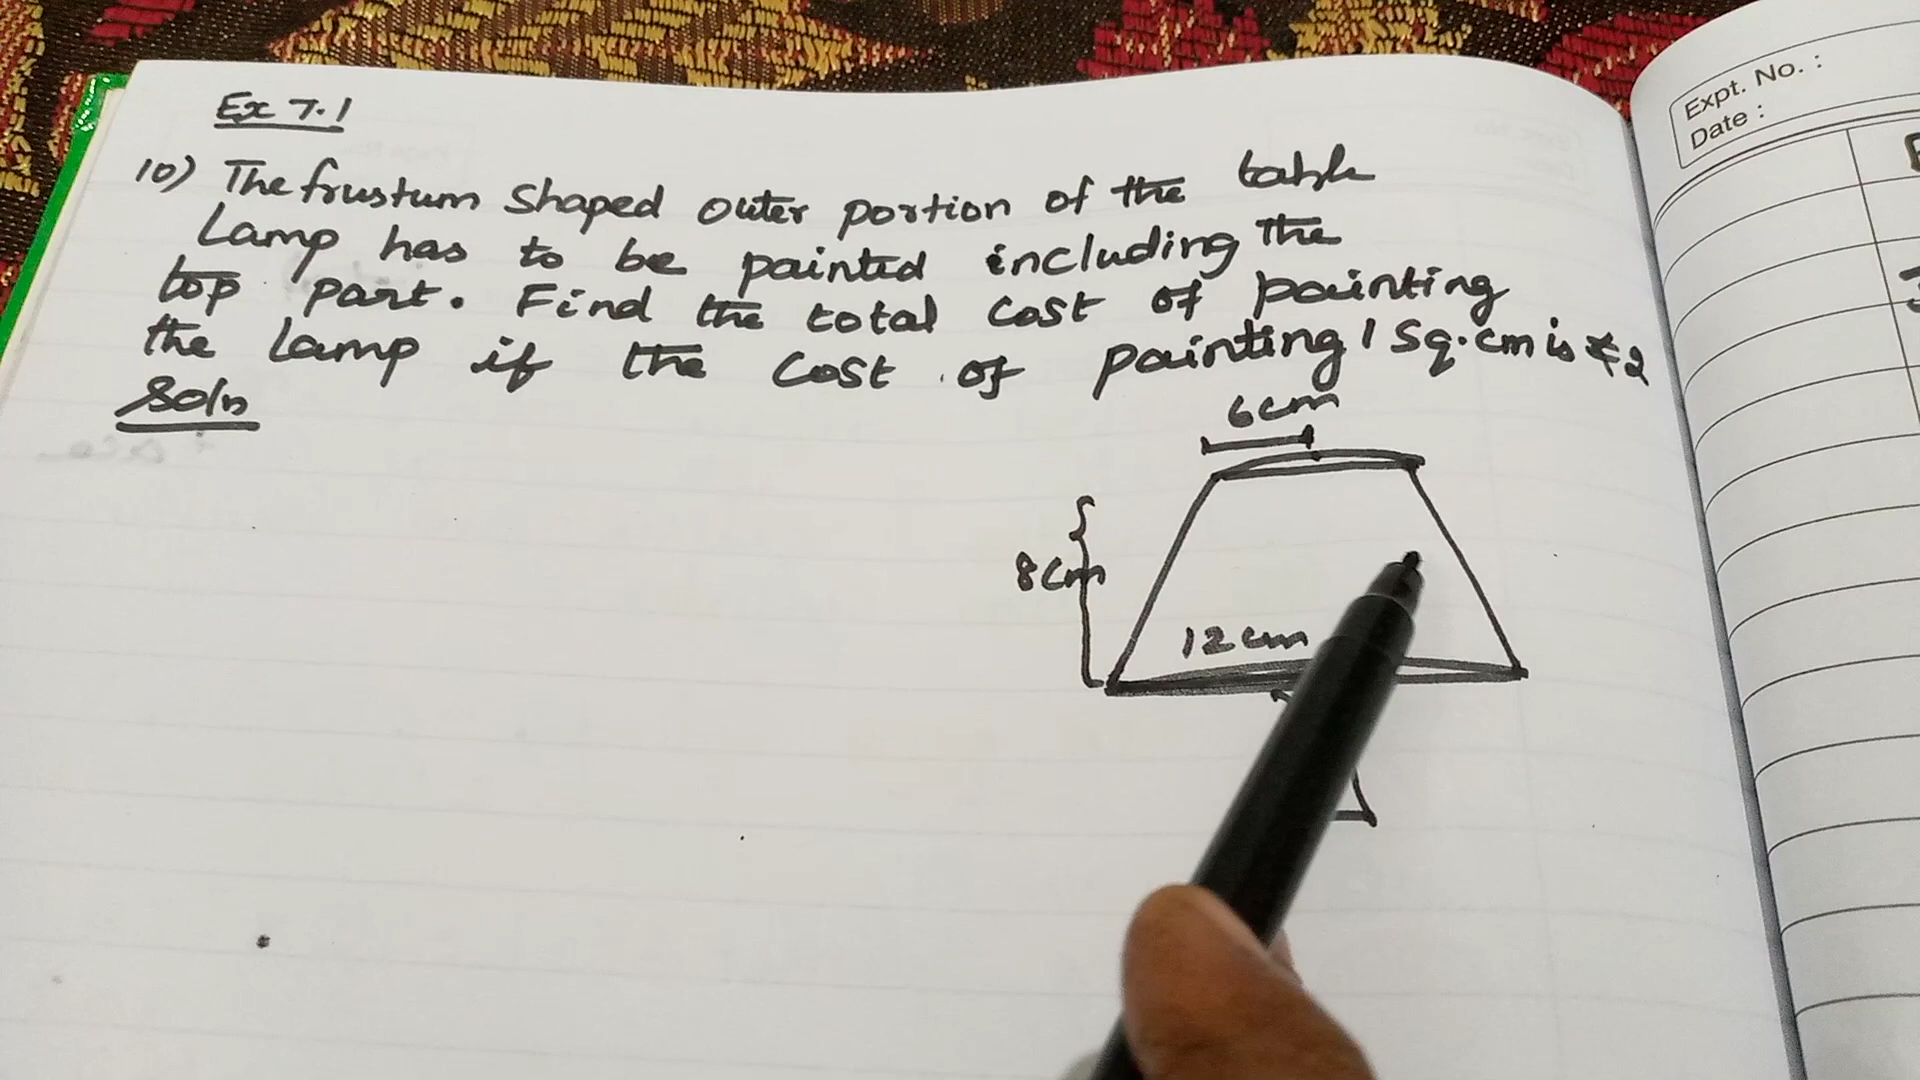 Ex 7.1
10) The frustum shaped outer portion of the table
Lamp has to be painted including the
top part. Find the total cost of painting
the lamp if the cost of painting 1 Sq.cm is ₹2
Soln
6cm
8cm
12cm
Expt. No. :
Date :